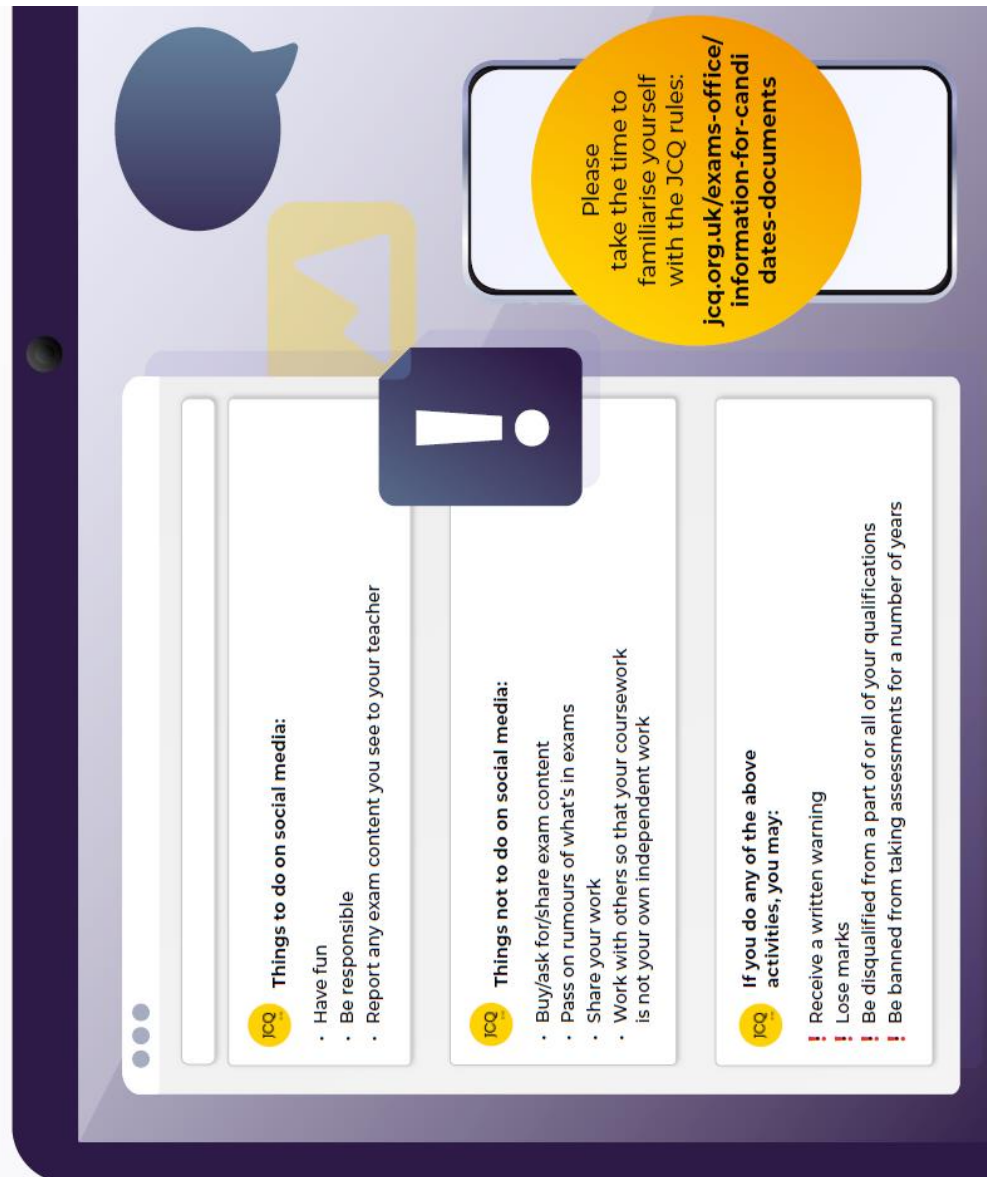 JCQ
Things to do on social media:
• Have fun
• Be responsible
• Report any exam content you see to your teacher
JCQ
Things not to do on social media:
• Buy/ask for/share exam content
• Pass on rumours of what's in exams
• Share your work
• Work with others so that your coursework
is not your own independent work
JCQ
If you do any of the above
activities, you may:
Receive a written warning
Lose marks
Be disqualified from a part of or all of your qualifications
Be banned from taking assessments for a number of years
Please
take the time to
familiarise yourself
with the JCQ rules:
jcq.org.uk/exams-office/
information-for-candi
dates-documents